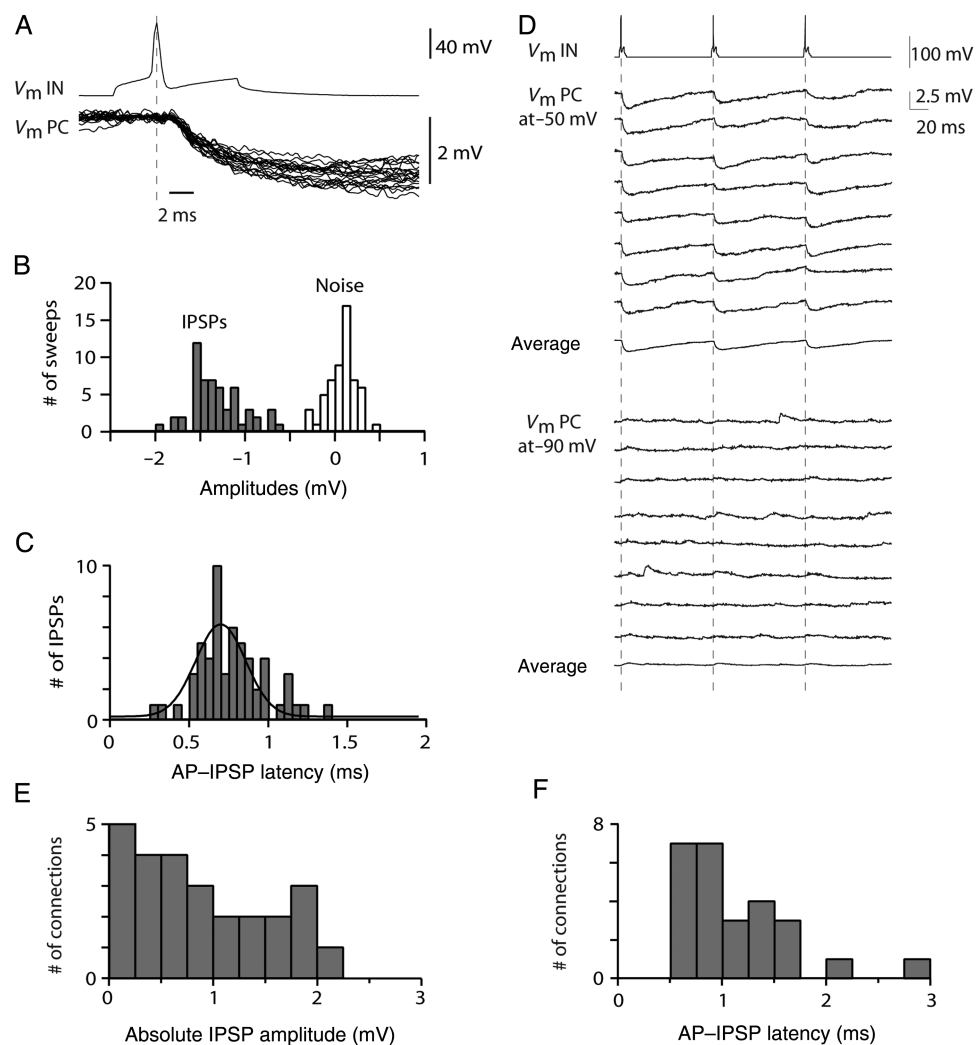 A
40 mV
Vm IN
Vm PC
2 mV
2 ms
B
20
15
10
5
0
# of sweeps
IPSPs
Noise
–2
–1
0
1
Amplitudes (mV)
C
10
5
0
# of IPSPs
0
0.5
1
1.5
2
AP–IPSP latency (ms)
D
Vm IN
100 mV
Vm PC
at–50 mV
2.5 mV
20 ms
Average
Vm PC
at–90 mV
Average
E
5
0
# of connections
0
1
2
3
Absolute IPSP amplitude (mV)
F
8
0
# of connections
0
1
2
3
AP–IPSP latency (ms)